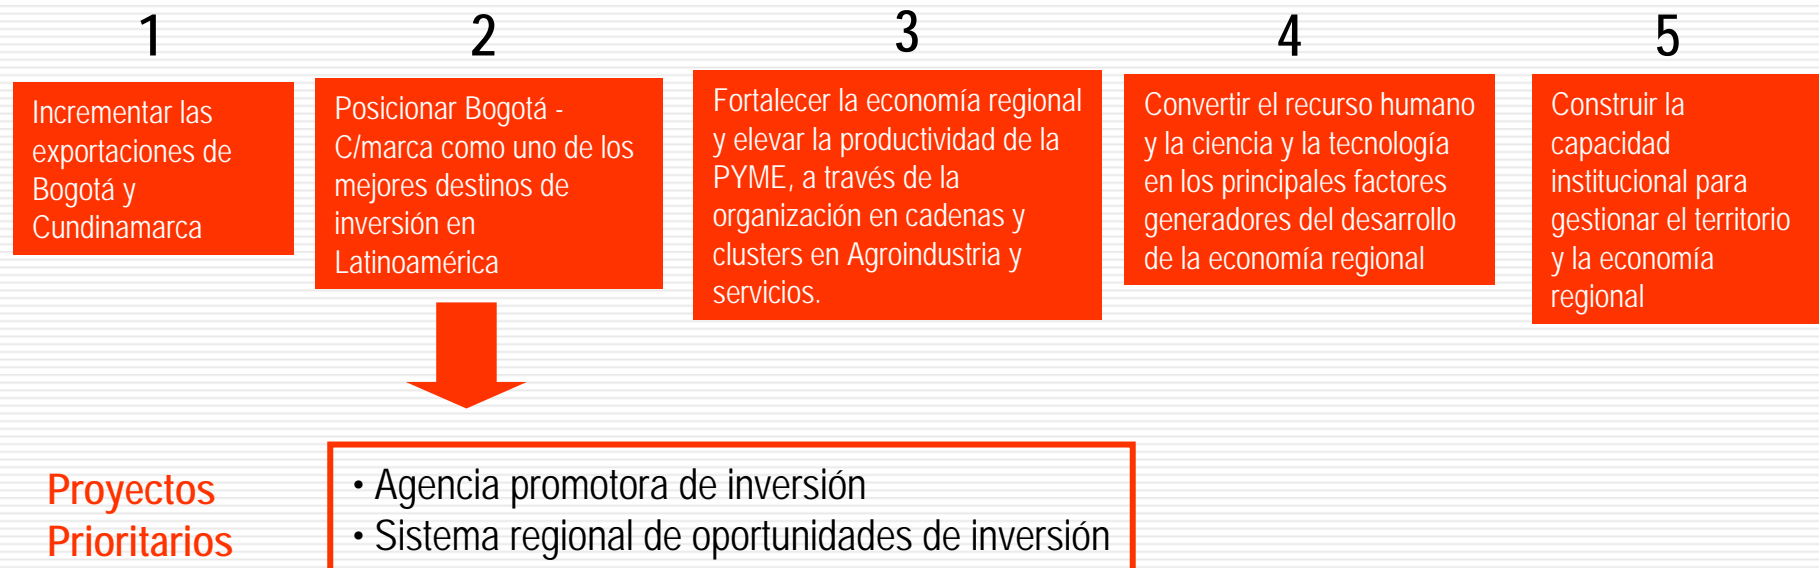 1
Incrementar las
exportaciones de
Bogotá y
Cundinamarca
2
Posicionar Bogotá -
C/marca como uno de los
mejores destinos de
inversión en
Latinoamérica
3
Fortalecer la economía regional
y elevar la productividad de la
PYME, a través de la
organización en cadenas y
clusters en Agroindustria y
servicios.
4
Convertir el recurso humano
y la ciencia y la tecnología
en los principales factores
generadores del desarrollo
de la economía regional
5
Construir la
capacidad
institucional para
gestionar el territorio
y la economía
regional
Proyectos
Prioritarios
• Agencia promotora de inversión
• Sistema regional de oportunidades de inversión